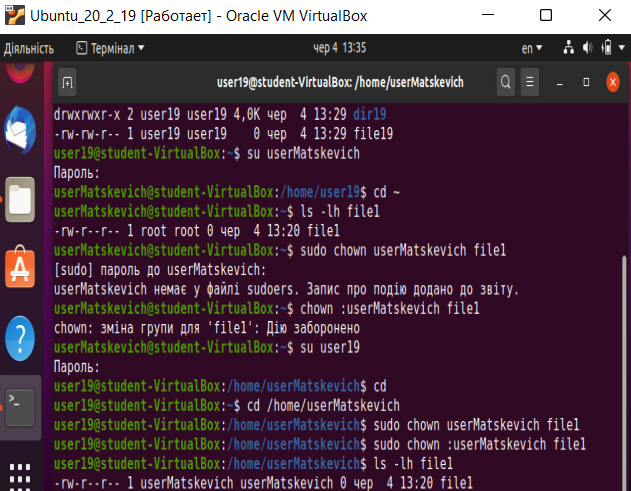 Ubuntu_20_2_19 [Работает] - Oracle VM VirtualBox
Діяльність Термінал чер 4 13:35 en
user19@student-VirtualBox: /home/userMatskevich
drwxrwxr-x 2 user19 user19 4,0K чер 4 13:29 dir19
-rw-rw-r-- 1 user19 user19 0 чер 4 13:29 file19
user19@student-VirtualBox:~$ su userMatskevich
Пароль:
userMatskevich@student-VirtualBox:/home/user19$ cd ~
userMatskevich@student-VirtualBox:~$ ls -lh file1
-rw-r--r-- 1 root root 0 чер 4 13:20 file1
userMatskevich@student-VirtualBox:~$ sudo chown userMatskevich file1
[sudo] пароль до userMatskevich:
userMatskevich немає у файлі sudoers. Запис про подію додано до звіту.
userMatskevich@student-VirtualBox:~$ chown :userMatskevich file1
chown: зміна групи для 'file1': Дію заборонено
userMatskevich@student-VirtualBox:~$ su user19
Пароль:
user19@student-VirtualBox:/home/userMatskevich$ cd
user19@student-VirtualBox:~$ cd /home/userMatskevich
user19@student-VirtualBox:/home/userMatskevich$ sudo chown userMatskevich file1
user19@student-VirtualBox:/home/userMatskevich$ sudo chown :userMatskevich file1
user19@student-VirtualBox:/home/userMatskevich$ ls -lh file1
-rw-r--r-- 1 userMatskevich userMatskevich 0 чер 4 13:20 file1